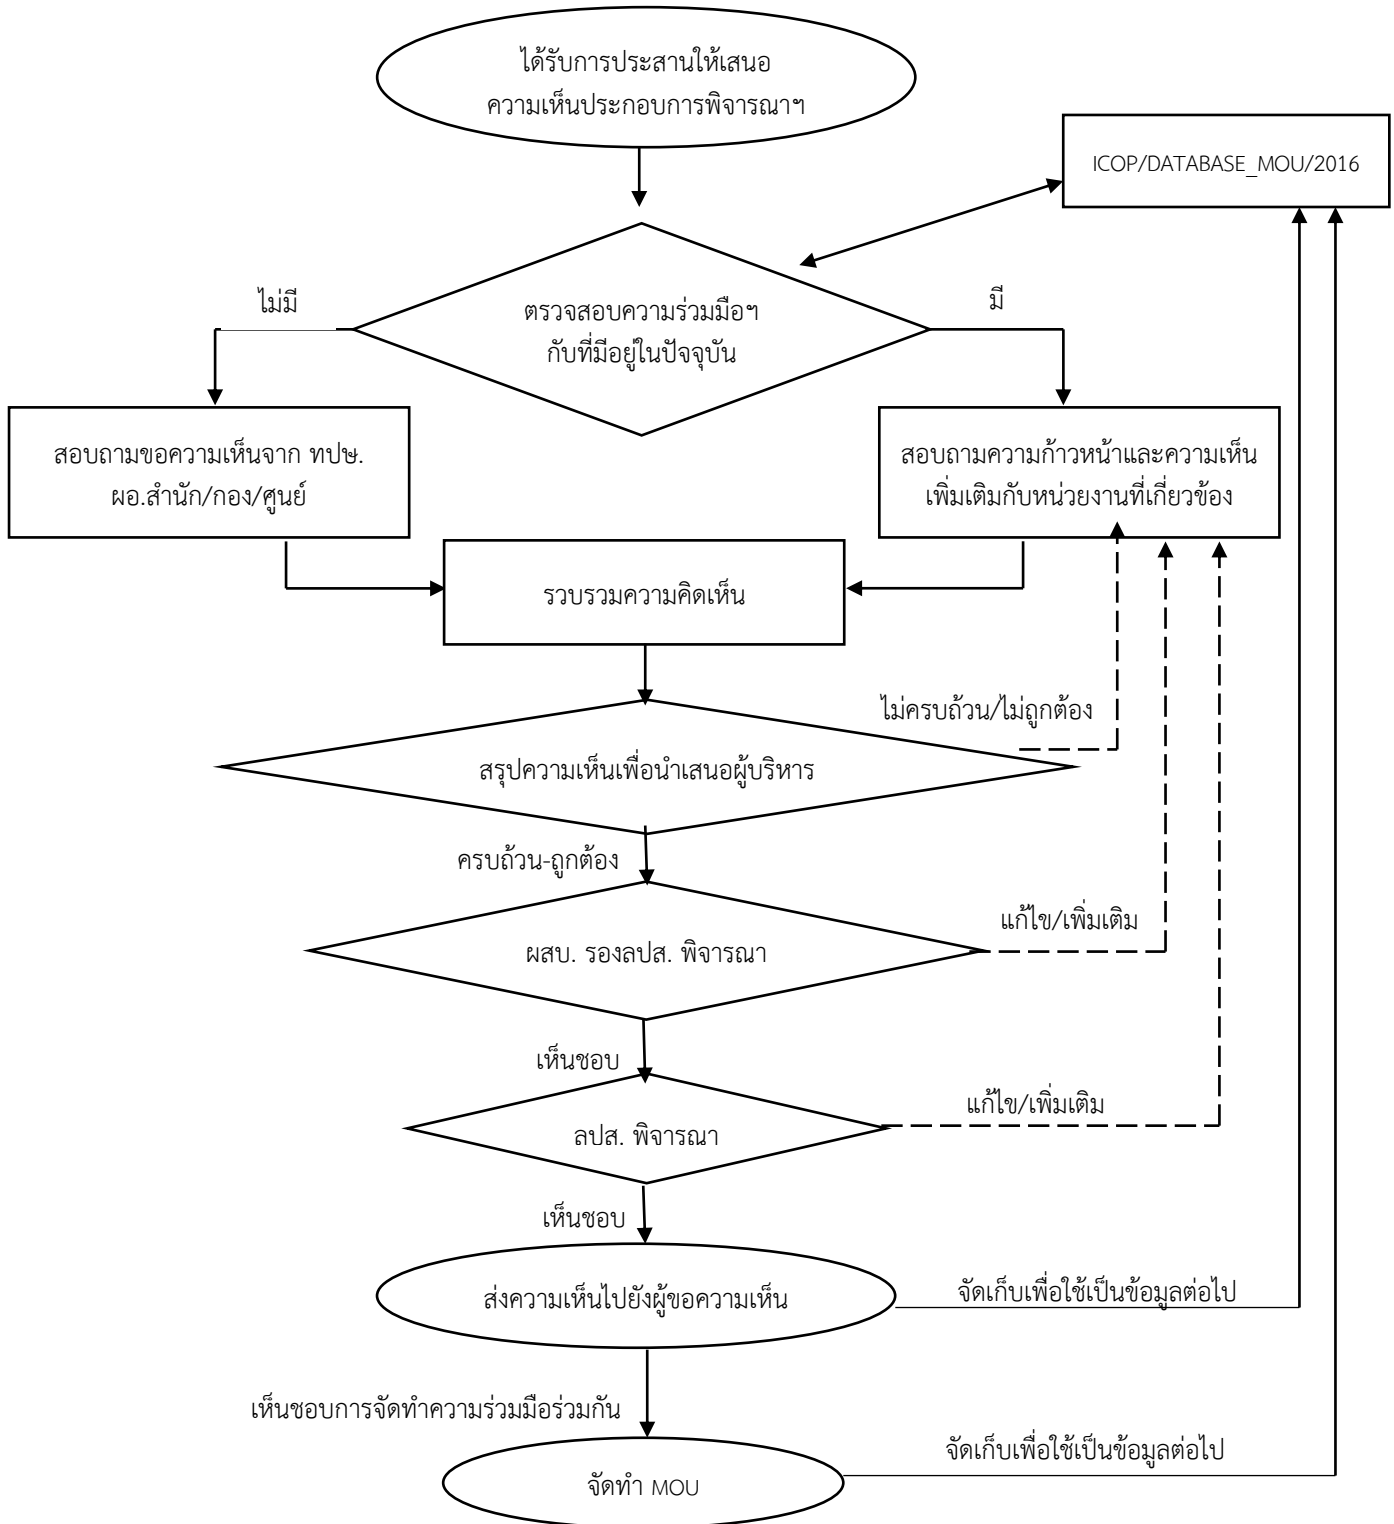 ได้รับการประสานให้เสนอ
ความเห็นประกอบการพิจารณาฯ
ICOP/DATABASE_MOU/2016
ไม่มี
มี
ตรวจสอบความร่วมมือฯ
กับที่มีอยู่ในปัจจุบัน
สอบถามขอความเห็นจาก ทปษ.
ผอ.สำนัก/กอง/ศูนย์
สอบถามความก้าวหน้าและความเห็น
เพิ่มเติมกับหน่วยงานที่เกี่ยวข้อง
รวบรวมความคิดเห็น
ไม่ครบถ้วน/ไม่ถูกต้อง
สรุปความเห็นเพื่อนำเสนอผู้บริหาร
ครบถ้วน-ถูกต้อง
แก้ไข/เพิ่มเติม
ผสบ. รองลปส. พิจารณา
เห็นชอบ
แก้ไข/เพิ่มเติม
ลปส. พิจารณา
เห็นชอบ
ส่งความเห็นไปยังผู้ขอความเห็น
จัดเก็บเพื่อใช้เป็นข้อมูลต่อไป
เห็นชอบการจัดทำความร่วมมือร่วมกัน
จัดเก็บเพื่อใช้เป็นข้อมูลต่อไป
จัดทำ MOU